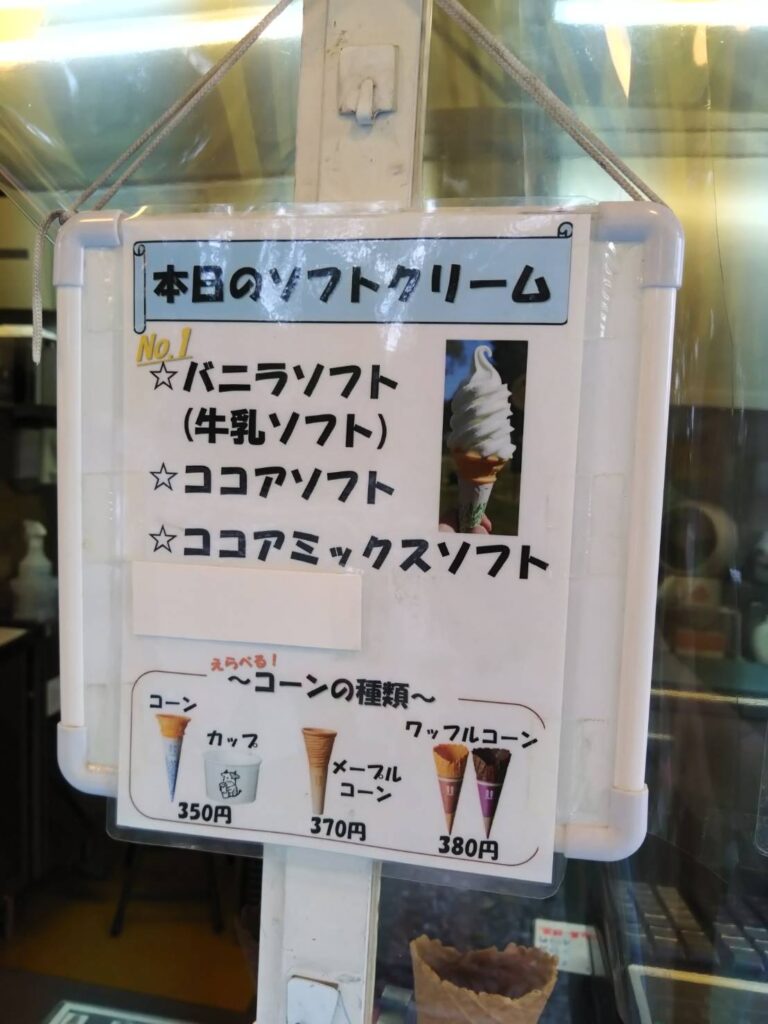 本日のソフトクリーム
No.1
☆バニラソフト
(牛乳ソフト)
☆ココアソフト
☆ココアミックスソフト
えらべる!
～コーンの種類～
コーン
カップ
350円
メープル
コーン
370円
ワッフルコーン
380円